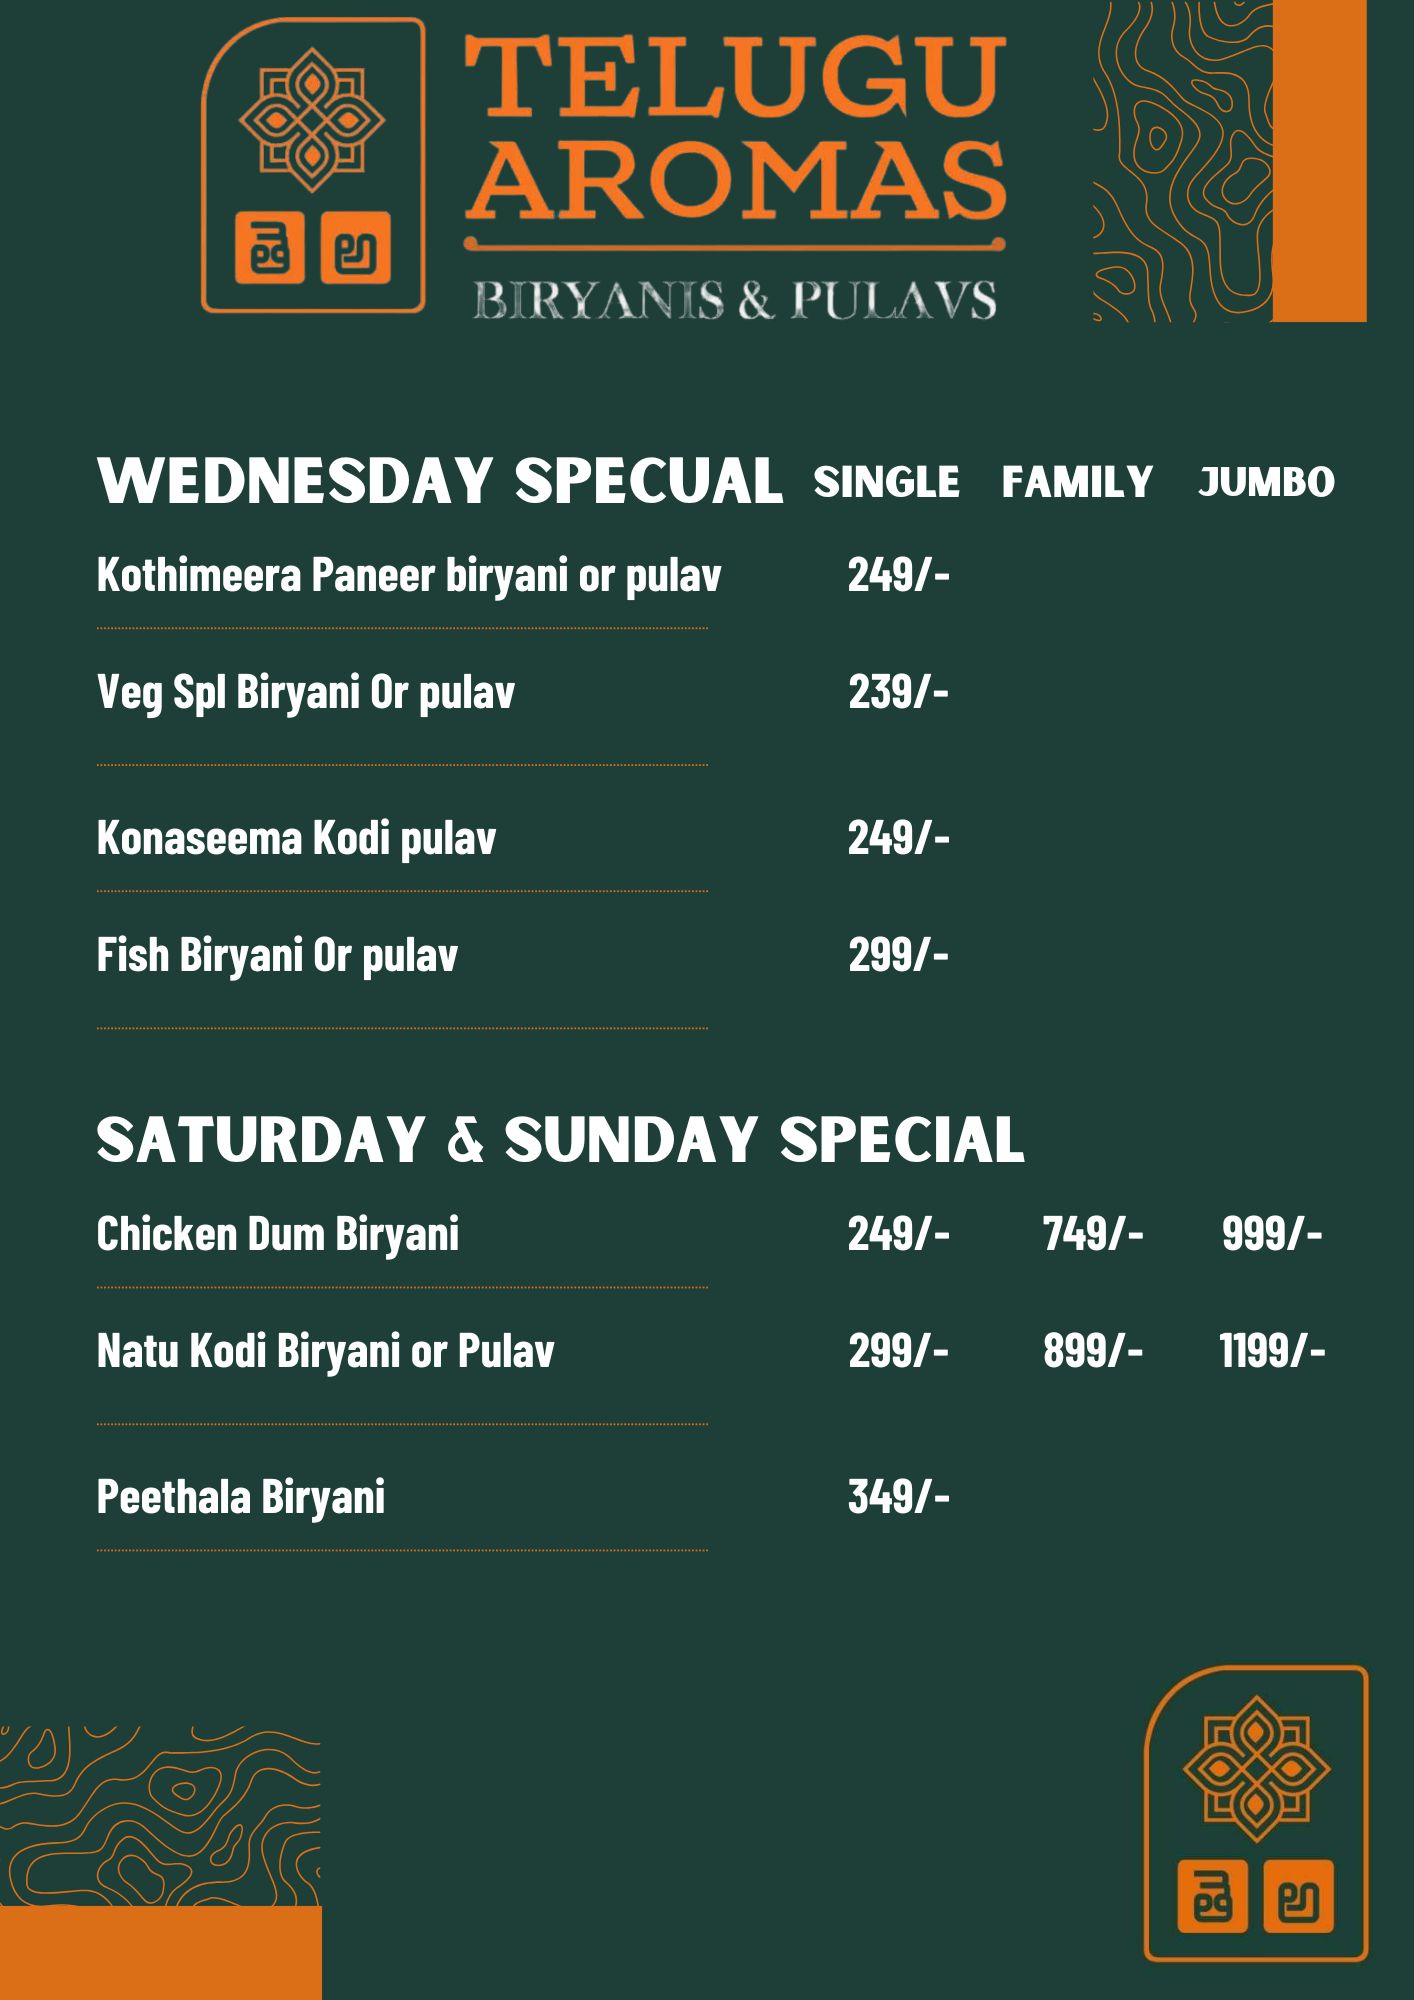 TELUGU
AROMAS
BIRYANIS & PULAVS
తె అ
WEDNESDAY SPECUAL SINGLE FAMILY JUMBO
Kothimeera Paneer biryani or pulav 249/-
Veg Spl Biryani Or pulav 239/-
Konaseema Kodi pulav 249/-
Fish Biryani Or pulav 299/-
SATURDAY & SUNDAY SPECIAL
Chicken Dum Biryani 249/- 749/- 999/-
Natu Kodi Biryani or Pulav 299/- 899/- 1199/-
Peethala Biryani 349/-
తె అ